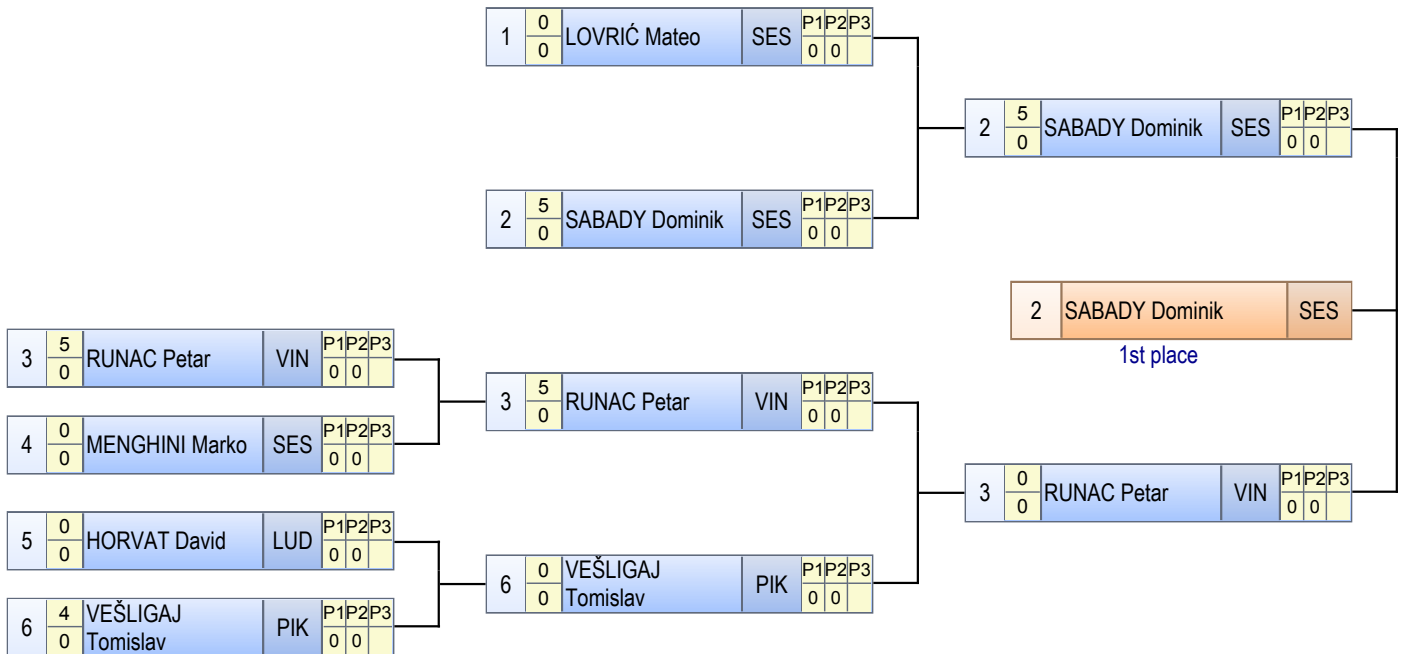 1 0 0 LOVRIĆ Mateo SES P1 P2 P3 0 0
2 5 0 SABADY Dominik SES P1 P2 P3 0 0
2 5 0 SABADY Dominik SES P1 P2 P3 0 0
2 SABADY Dominik SES
1st place
3 5 0 RUNAC Petar VIN P1 P2 P3 0 0
3 5 0 RUNAC Petar VIN P1 P2 P3 0 0
4 0 0 MENGHINI Marko SES P1 P2 P3 0 0
3 0 0 RUNAC Petar VIN P1 P2 P3 0 0
5 0 0 HORVAT David LUD P1 P2 P3 0 0
6 0 0 VEŠLIGAJ
Tomislav PIK P1 P2 P3 0 0
6 4 0 VEŠLIGAJ
Tomislav PIK P1 P2 P3 0 0